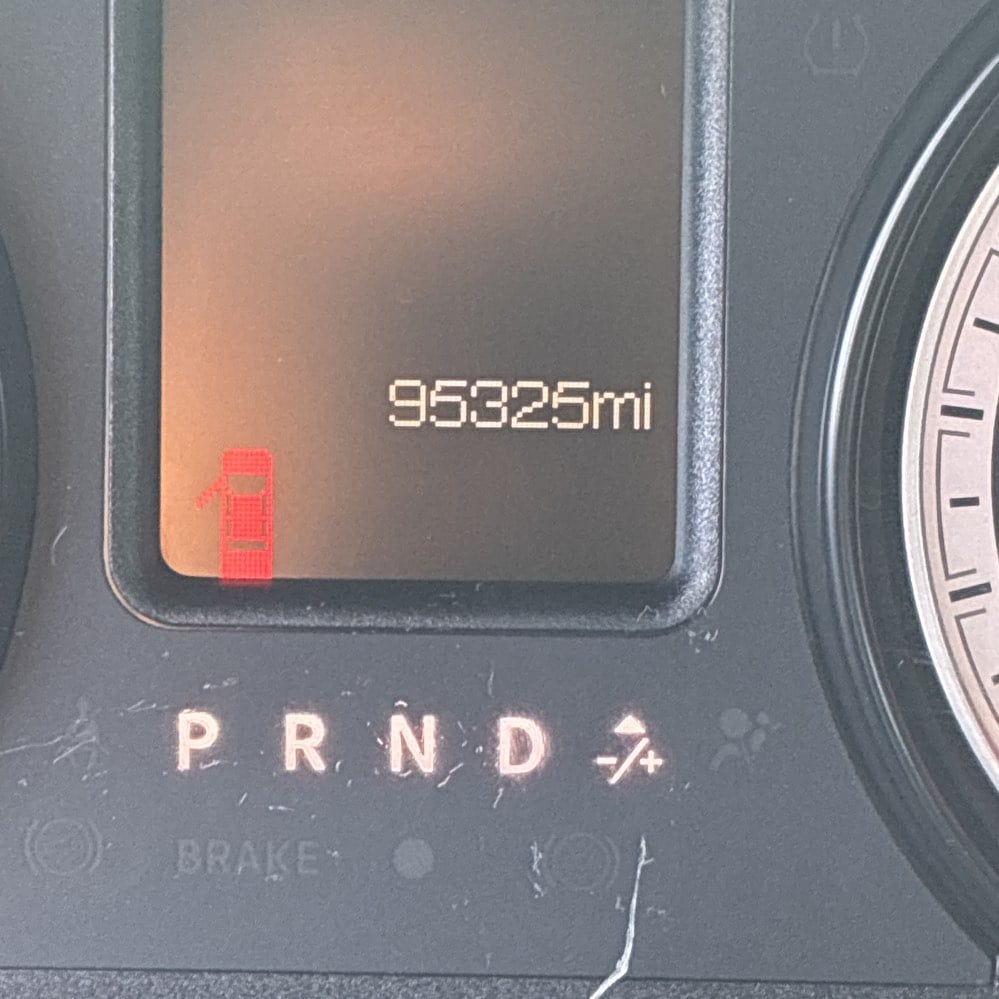 95325mi
P R N D -/+
BRAKE